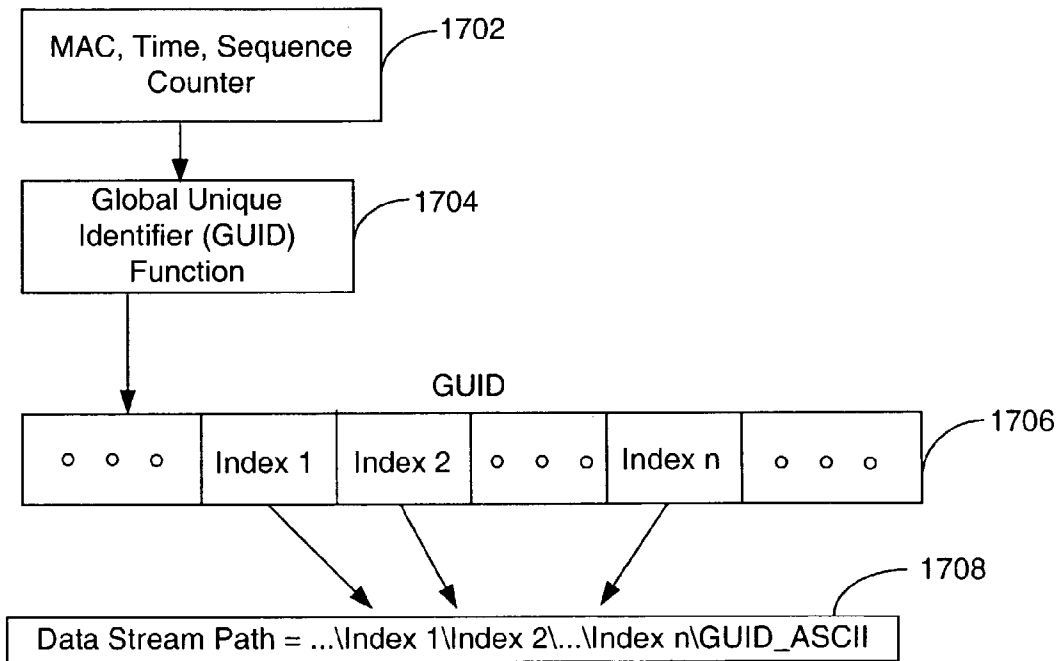 MAC, Time, Sequence
Counter
1702
Global Unique
Identifier (GUID)
Function
1704
GUID
o o o Index 1 Index 2 o o o Index n o o o
1706
1708
Data Stream Path = ...\Index 1\Index 2\...\Index n\GUID_ASCII